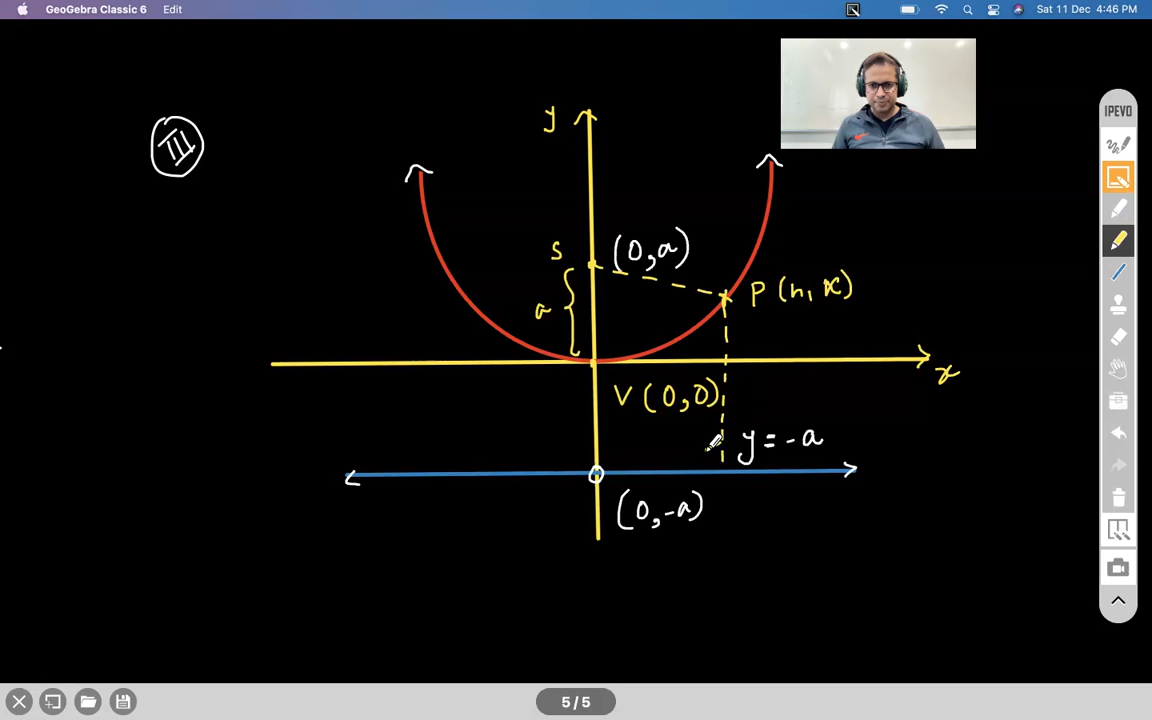 GeoGebra Classic 6 Edit Sat 11 Dec 4:46 PM
IPEVO
III
y
S
(0,a)
a
P (h, k)
x
V (0,0)
y = -a
(0,-a)
5 / 5